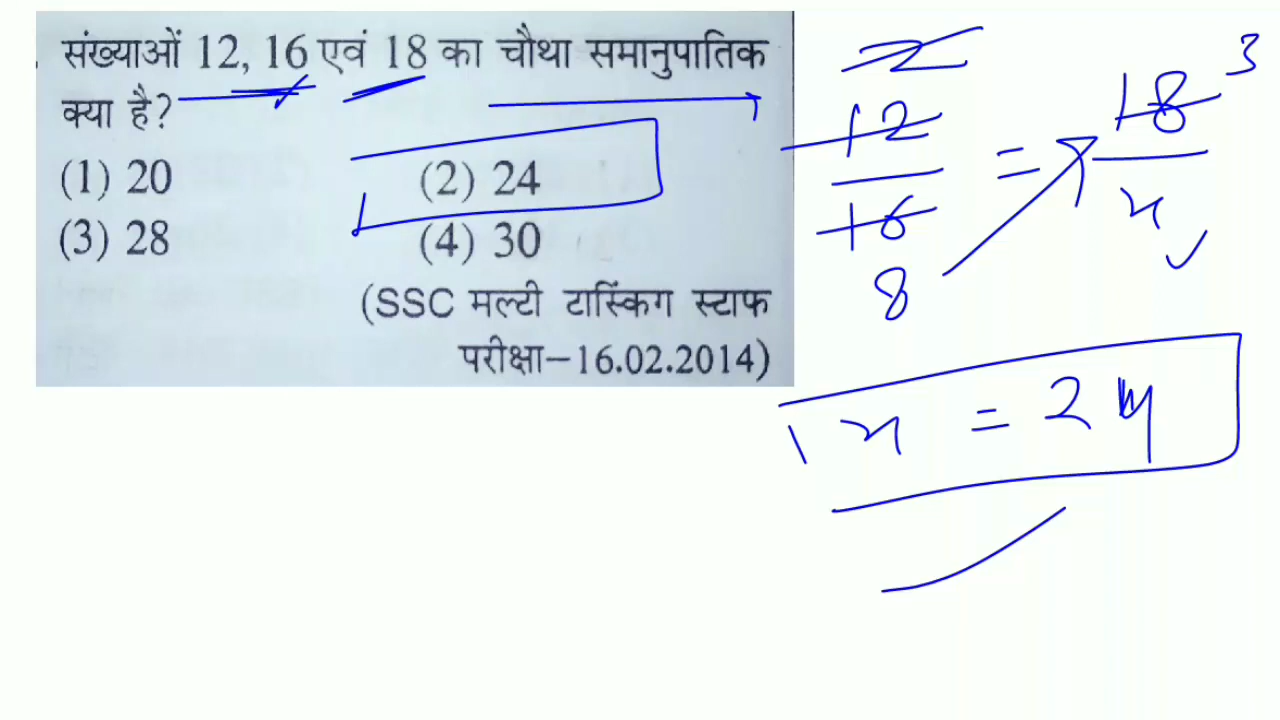 संख्याओं 12, 16 एवं 18 का चौथा समानुपातिक
क्या है?
(1) 20 (2) 24
(3) 28 (4) 30
(SSC मल्टी टास्किंग स्टाफ
परीक्षा–16.02.2014)
2
12 = 18 3
16 x
8
x = 24